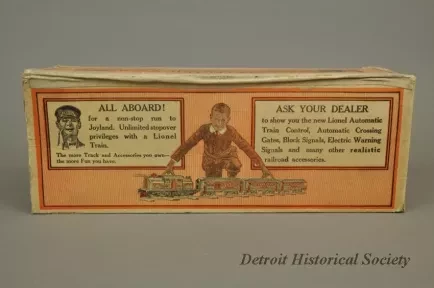 ALL ABOARD!
for a non-stop run to
Joyland. Unlimited stopover
privileges with a Lionel
Train.
The more Track and Accessories you own—
the more Fun you have.
ASK YOUR DEALER
to show you the new Lionel Automatic
Train Control, Automatic Crossing
Gates, Block Signals, Electric Warning
Signals and many other realistic
railroad accessories.
Detroit Historical Society